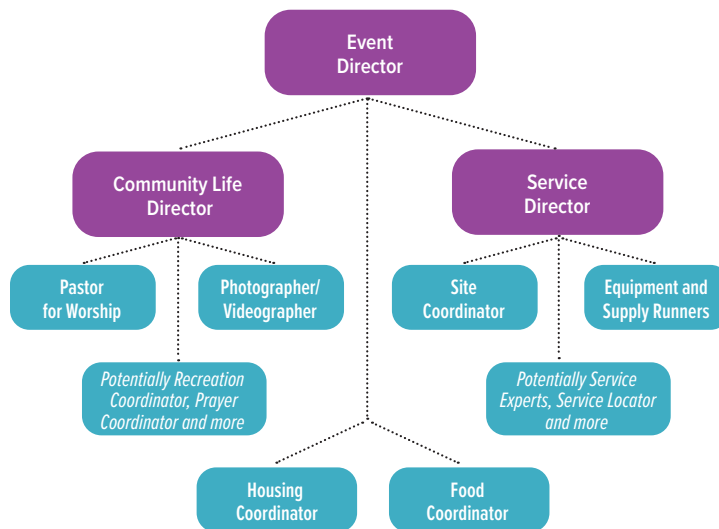 Event
Director
Community Life
Director
Service
Director
Pastor
for Worship
Photographer/
Videographer
Site
Coordinator
Equipment and
Supply Runners
Potentially Recreation
Coordinator, Prayer
Coordinator and more
Potentially Service
Experts, Service Locator
and more
Housing
Coordinator
Food
Coordinator